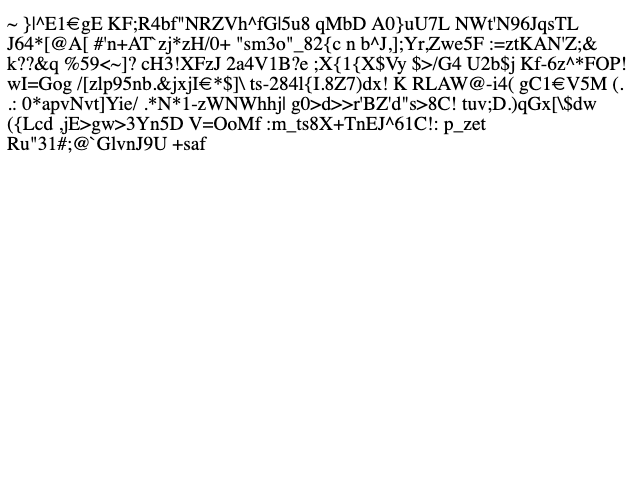 ~ }|^E1€gE KF;R4bf"NRZVh^fG|5u8 qMbD A0}uU7L NWt'N96JqsTL
J64*[@A[ #'n+AT`zj*zH/0+ "sm3o"_82{c n b^J,];Yr,Zwe5F :=ztKAN'Z;&
k??&q %59<~]? cH3!XFzJ 2a4V1B?e ;X{1{X$Vy $>/G4 U2b$j Kf-6z^*FOP!
wI=Gog /[zlp95nb.&jxjI€*$]\ ts-284l{I.8Z7)dx! K RLAW@-i4( gC1€V5M (.
.: 0*apvNvt]Yie/ .*N*1-zWNWhhj| g0>d>>r'BZ'd"s>8C! tuv;D.)qGx[\$dw
({Lcd ,jE>gw>3Yn5D V=OoMf :m_ts8X+TnEJ^61C!: p_zet
Ru"31#;@`GlvnJ9U +saf